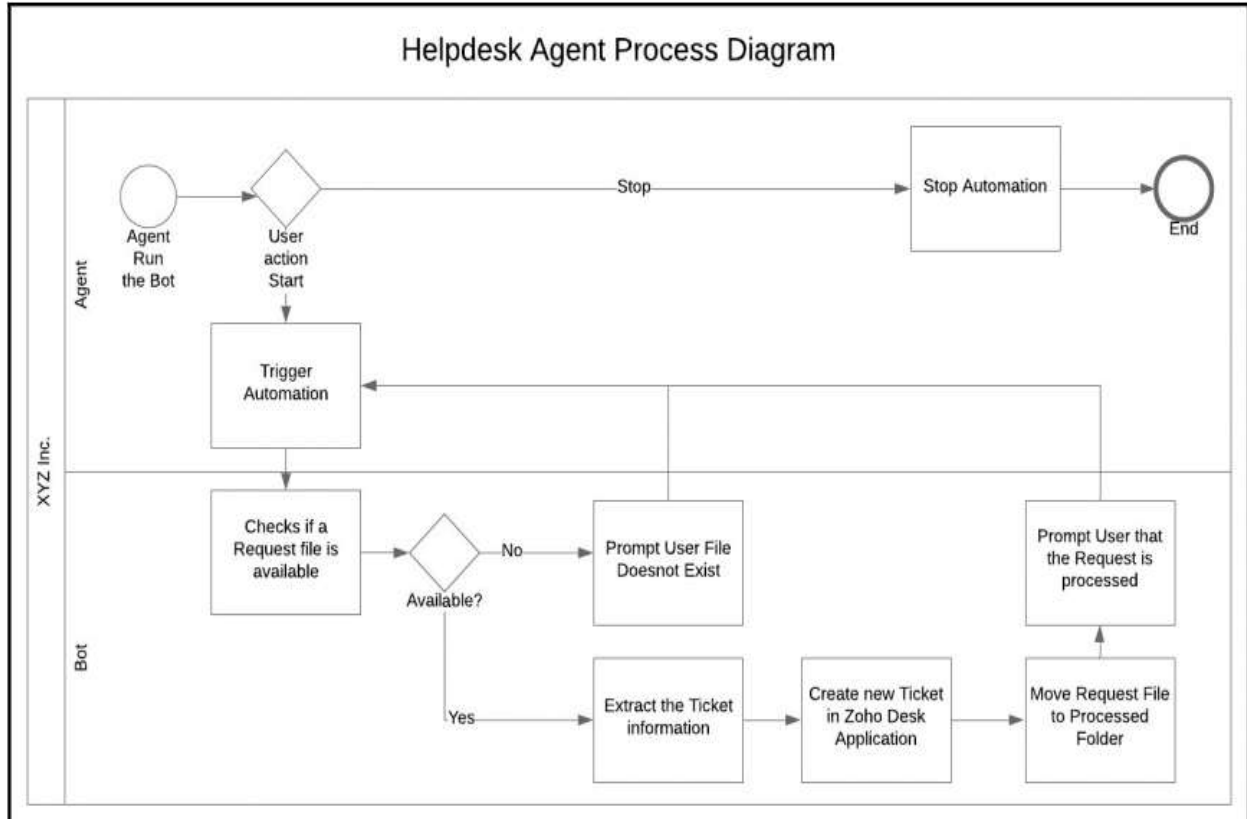 Helpdesk Agent Process Diagram
XYZ Inc.
Agent
Agent
Run
the Bot
User
action
Start
Stop
Stop Automation
End
Trigger
Automation
Bot
Checks if a
Request file is
available
Available?
No
Prompt User File
Doesnot Exist
Prompt User that
the Request is
processed
Yes
Extract the Ticket
information
Create new Ticket
in Zoho Desk
Application
Move Request File
to Processed
Folder